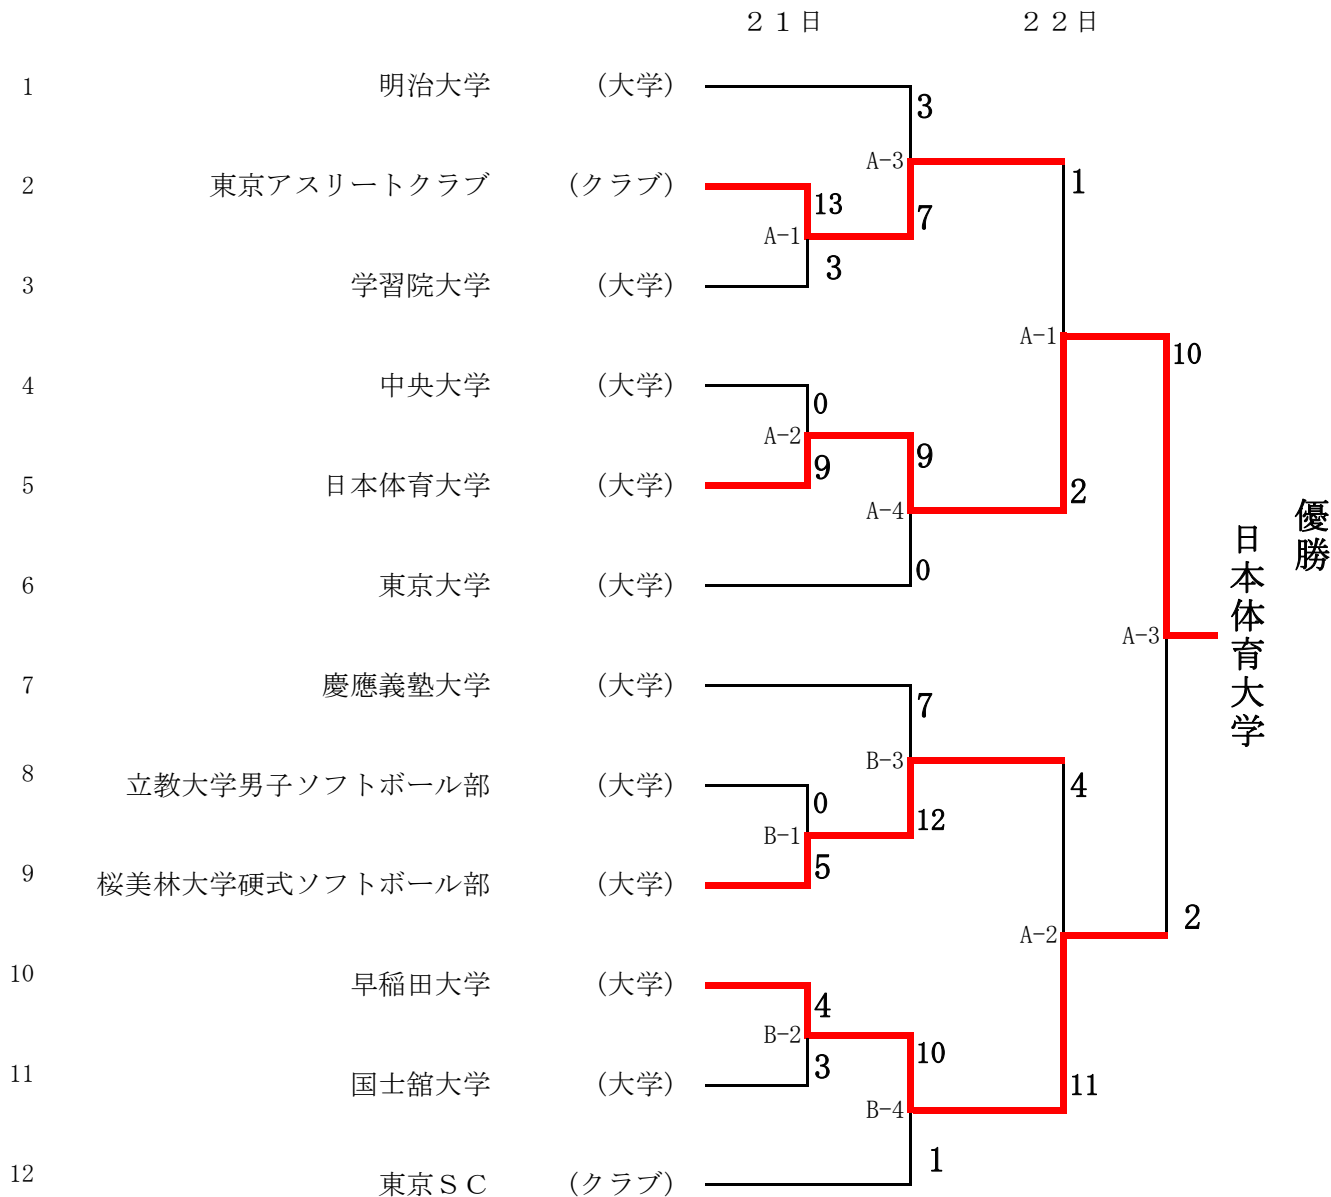 ２１日 ２２日
1 明治大学 (大学) 3
A-3
2 東京アスリートクラブ (クラブ) 13 7 1
A-1
3 学習院大学 (大学) 3
A-1 10
4 中央大学 (大学) 0
A-2 9
5 日本体育大学 (大学) 9 2
A-4
6 東京大学 (大学) 0
A-3
日本体育大学
優勝
7 慶應義塾大学 (大学) 7
B-3
8 立教大学男子ソフトボール部 (大学) 0 12 4
B-1
9 桜美林大学硬式ソフトボール部 (大学) 5
A-2 2
10 早稲田大学 (大学) 4
B-2 10
11 国士舘大学 (大学) 3 11
B-4
12 東京ＳＣ (クラブ) 1